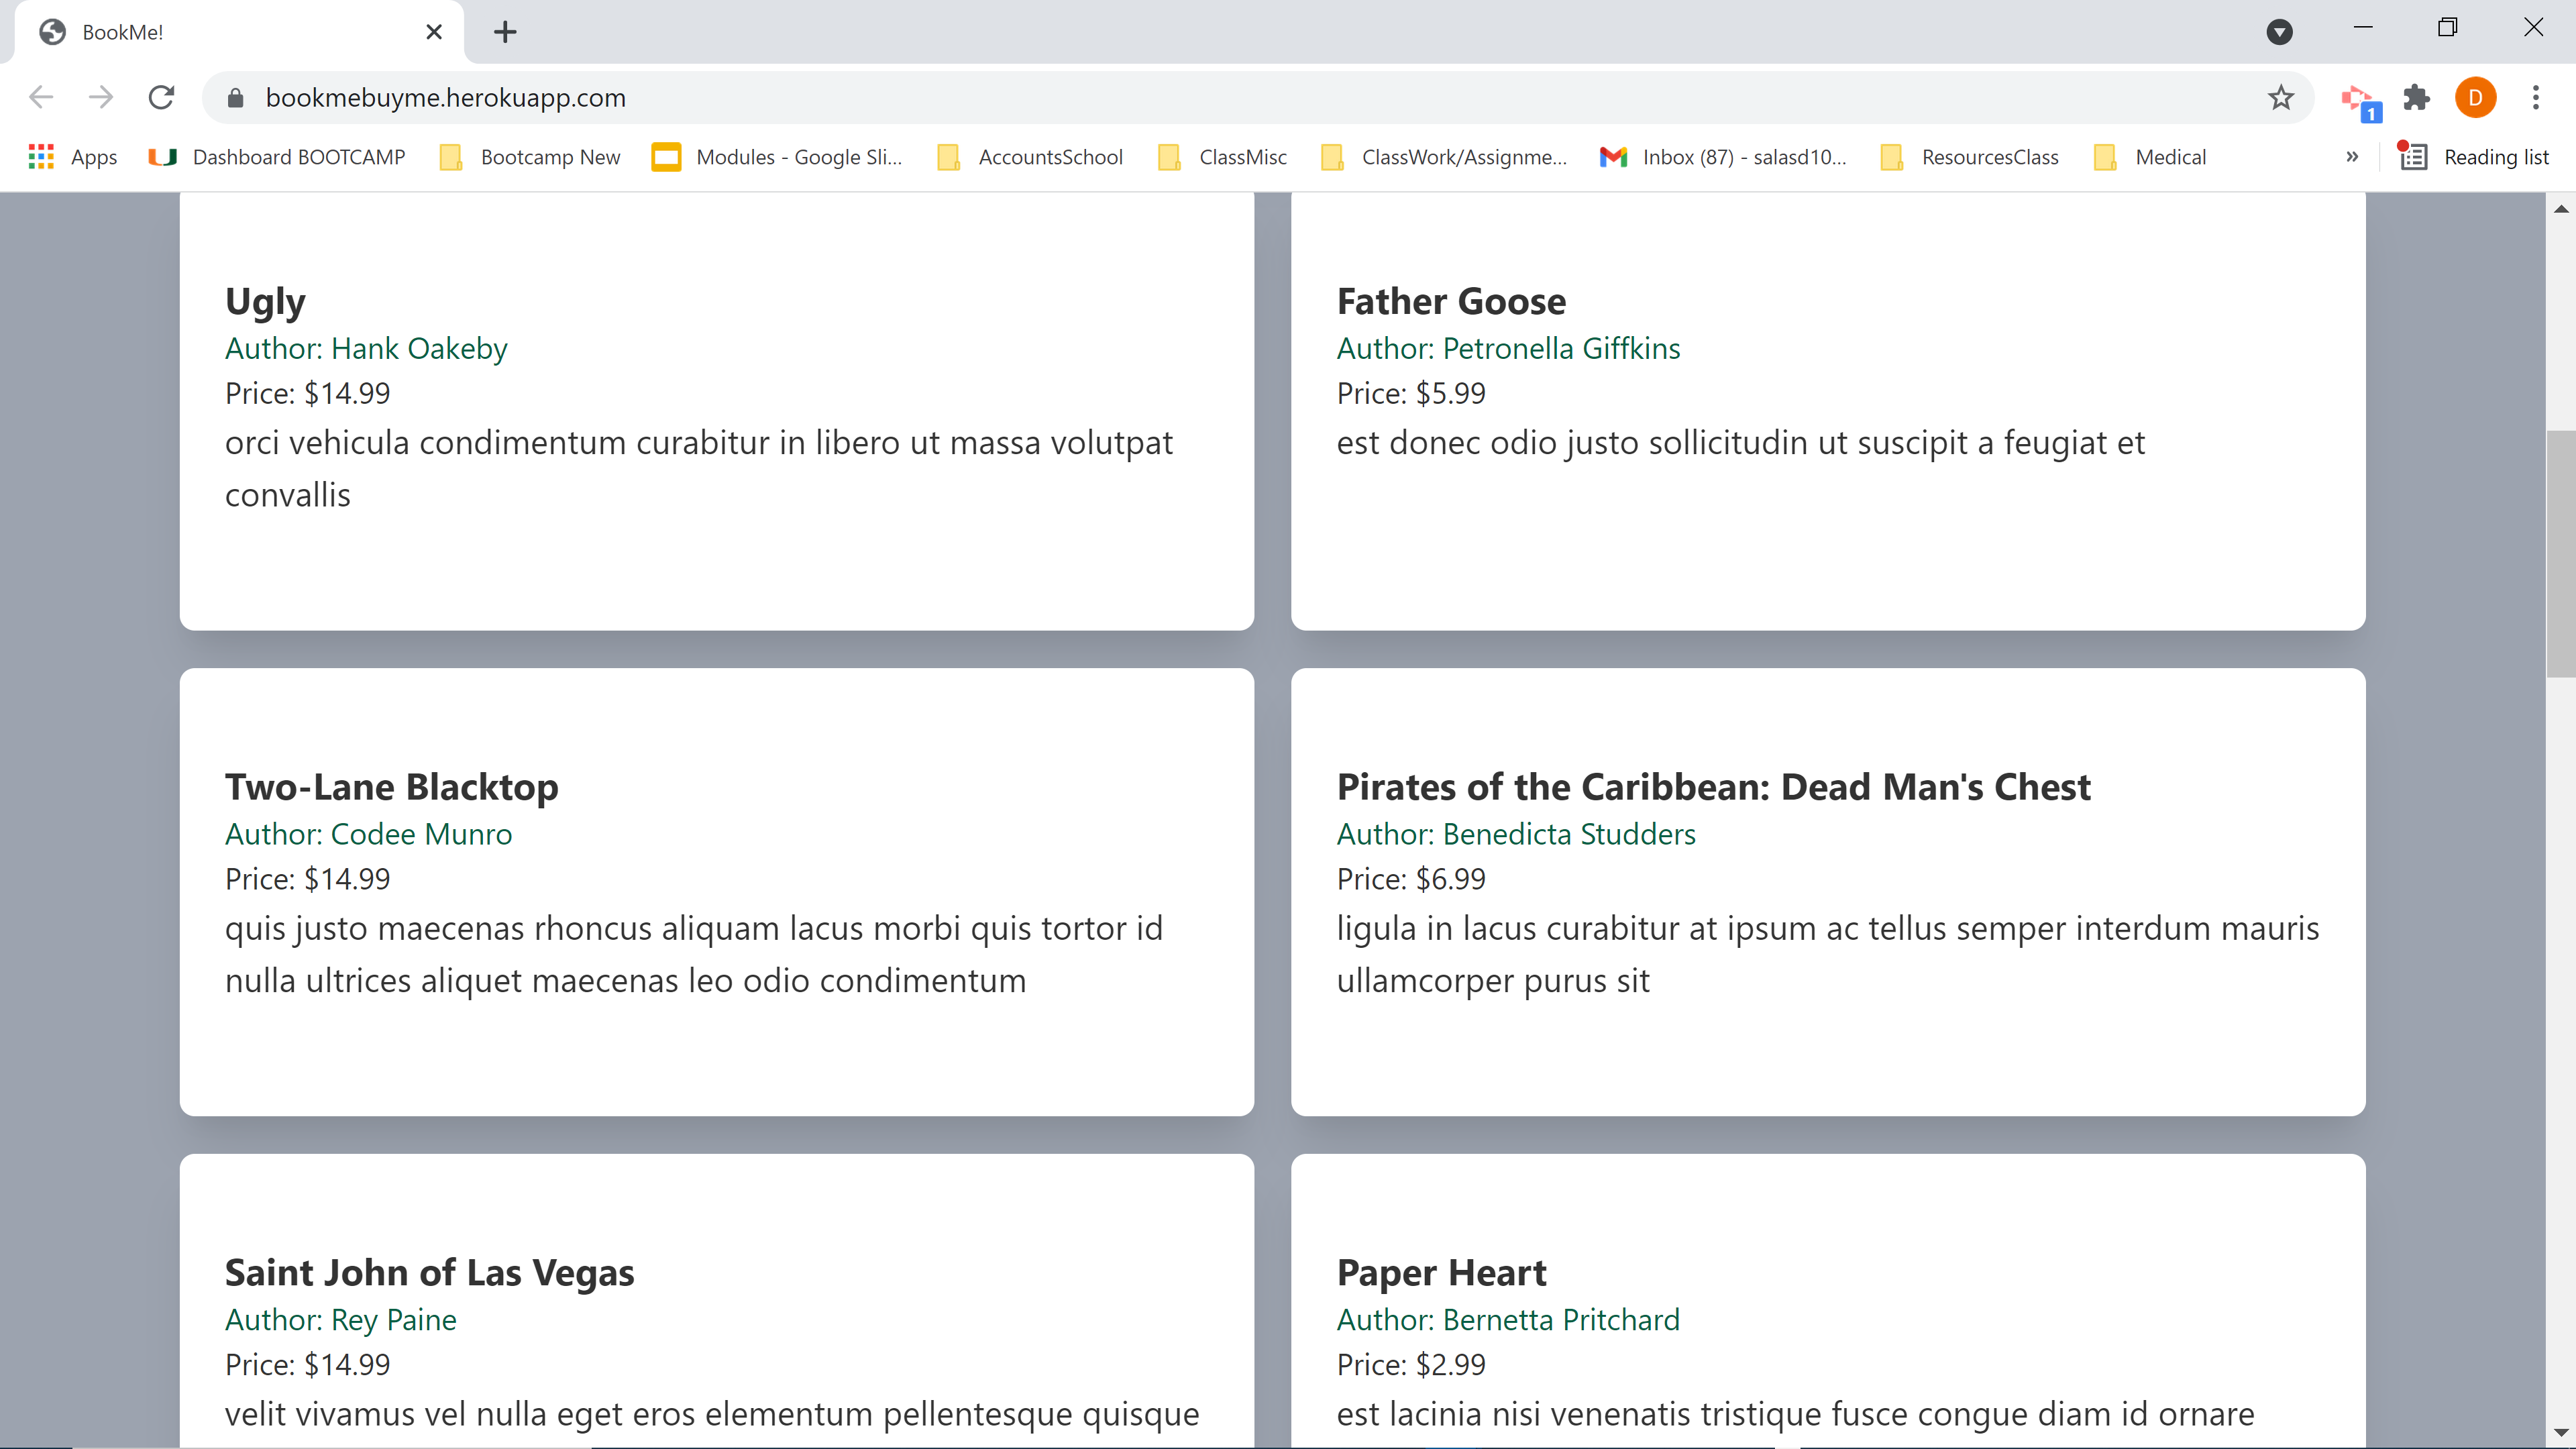 BookMe!
bookmebuyme.herokuapp.com
D
1
Apps
Dashboard BOOTCAMP
Bootcamp New
Modules - Google Sli...
AccountsSchool
ClassMisc
ClassWork/Assignme...
Inbox (87) - salasd10...
ResourcesClass
Medical
»
Reading list
Ugly
Author: Hank Oakeby
Price: $14.99
orci vehicula condimentum curabitur in libero ut massa volutpat
convallis
Father Goose
Author: Petronella Giffkins
Price: $5.99
est donec odio justo sollicitudin ut suscipit a feugiat et
Two-Lane Blacktop
Author: Codee Munro
Price: $14.99
quis justo maecenas rhoncus aliquam lacus morbi quis tortor id
nulla ultrices aliquet maecenas leo odio condimentum
Pirates of the Caribbean: Dead Man's Chest
Author: Benedicta Studders
Price: $6.99
ligula in lacus curabitur at ipsum ac tellus semper interdum mauris
ullamcorper purus sit
Saint John of Las Vegas
Author: Rey Paine
Price: $14.99
velit vivamus vel nulla eget eros elementum pellentesque quisque
Paper Heart
Author: Bernetta Pritchard
Price: $2.99
est lacinia nisi venenatis tristique fusce congue diam id ornare